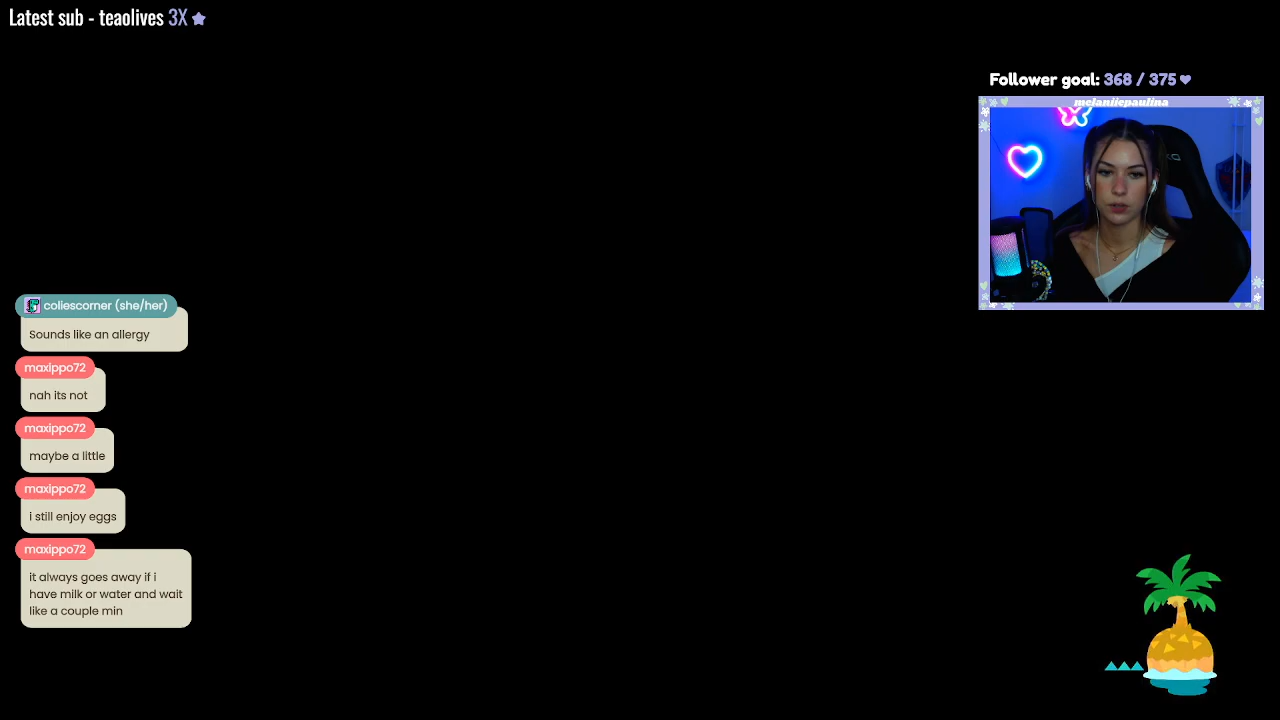 Latest sub - teaolives 3X
Follower goal: 368 / 375
melaniiepaulina
coliescorner (she/her)
Sounds like an allergy
maxippo72
nah its not
maxippo72
maybe a little
maxippo72
i still enjoy eggs
maxippo72
it always goes away if i
have milk or water and wait
like a couple min